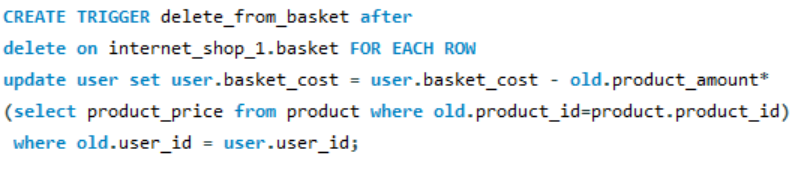 CREATE TRIGGER delete_from_basket after
delete on internet_shop_1.basket FOR EACH ROW
update user set user.basket_cost = user.basket_cost - old.product_amount*
(select product_price from product where old.product_id=product.product_id)
where old.user_id = user.user_id;